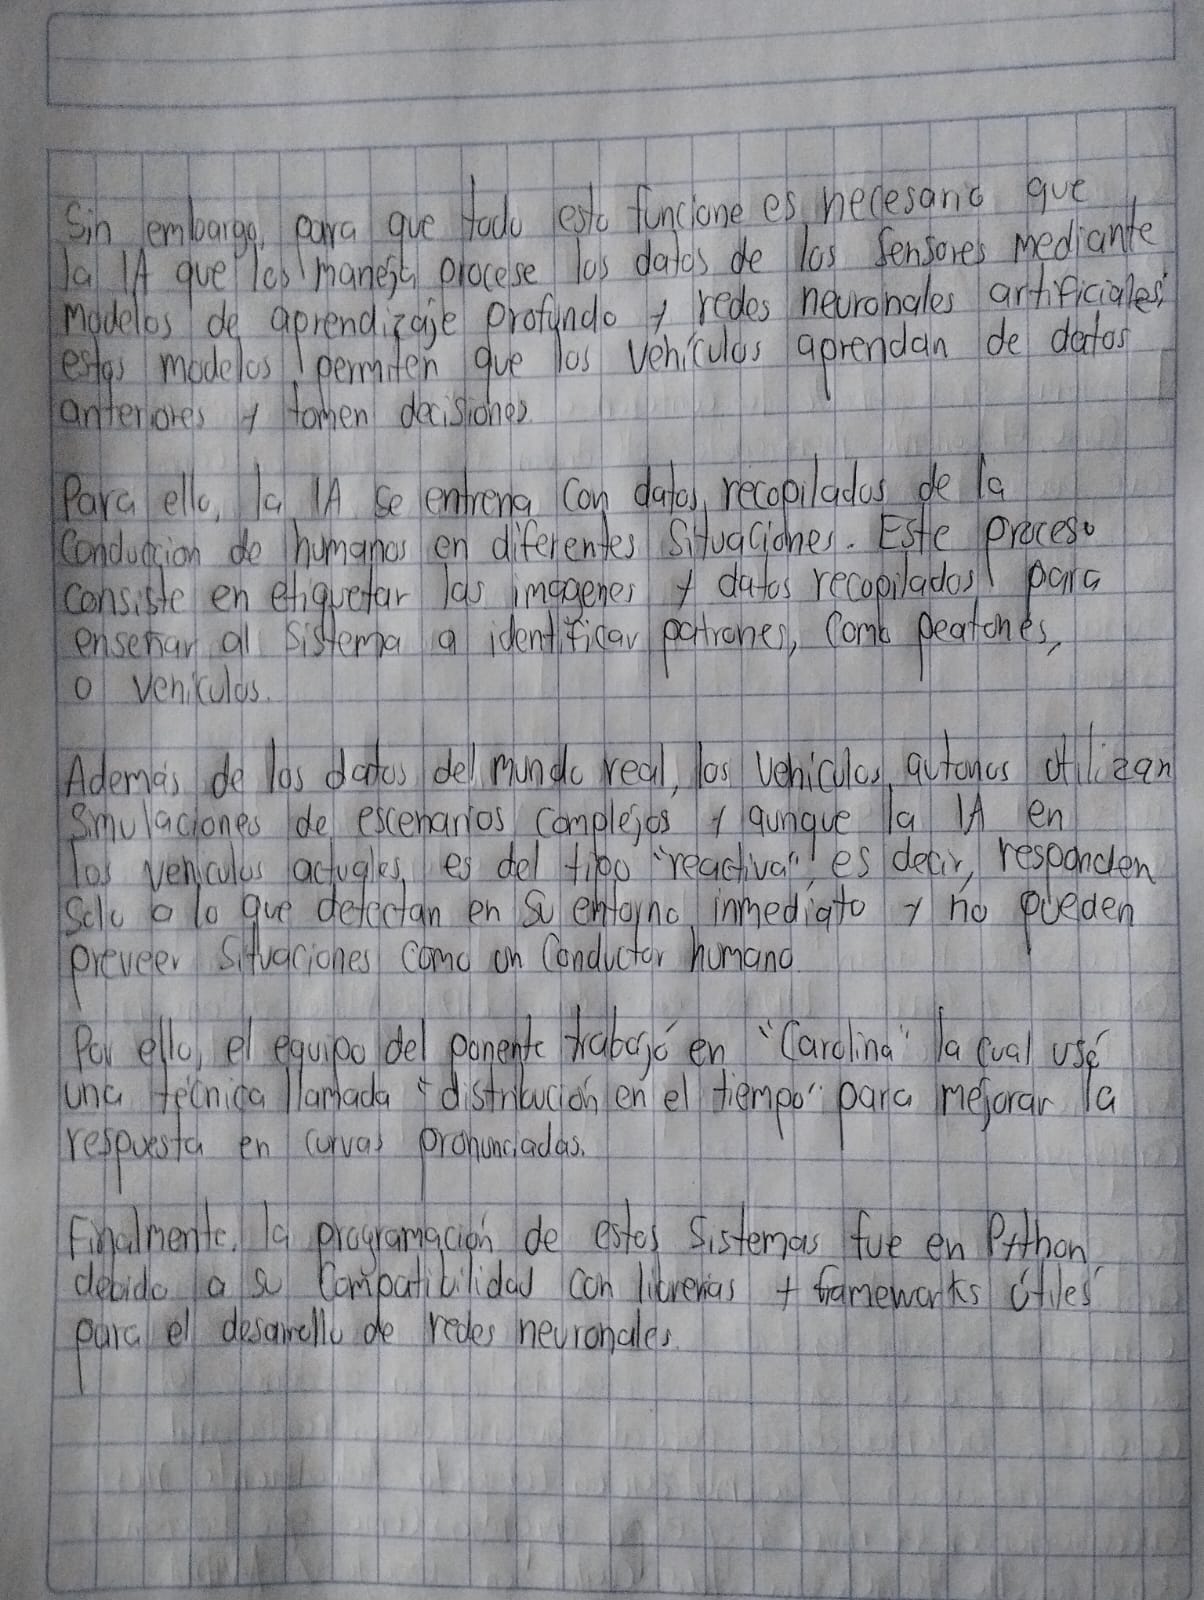 Sin embargo, para que todo esto funcione es necesario que
la IA que los maneja procese los datos de los sensores mediante
modelos de aprendizaje profundo y redes neuronales artificiales,
estos modelos permiten que los vehículos aprendan de datos
anteriores y tomen decisiones.
Para ello, la IA se entrena con datos recopilados de la
Conducción de humanos en diferentes situaciones. Este proceso
consiste en etiquetar las imagenes y datos recopilados para
enseñar al sistema a identificar patrones, como peatones,
o vehículos.
Además de los datos del mundo real, los vehículos autonos utilizan
Simulaciones de escenarios complejos y aunque la IA en
los vehiculos actuales, es del tipo "reactiva", es decir, responden
Solo a lo que detectan en su entorno inmediato y no pueden
preveer situaciones como un conductor humano.
Por ello, el equipo del ponente trabajó en "Carolina" la cual usé
una técnica llamada "distribución en el tiempo" para mejorar la
respuesta en curvas pronunciadas.
Finalmente, la programación de estos sistemas fue en Python
debido a su compatibilidad con librerias y frameworks útiles
para el desarrollo de redes neuronales.